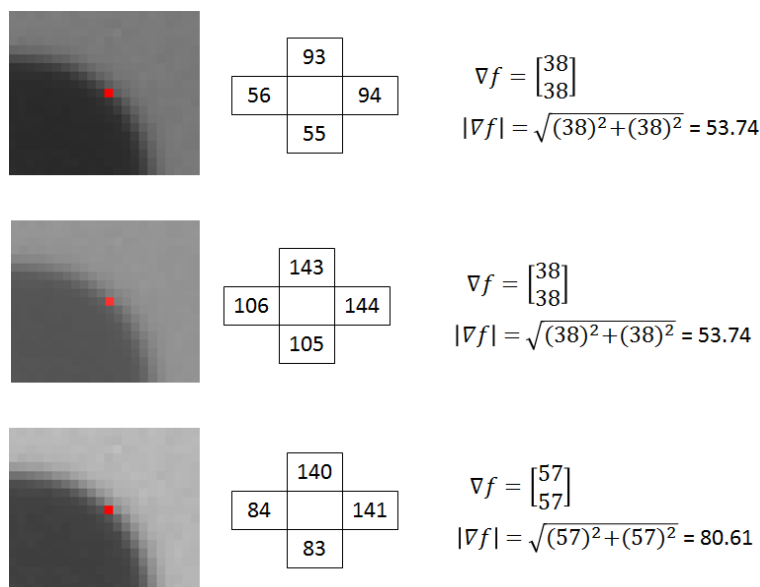 93
56 94
55
∇f = [38 38]
|∇f| = √(38)²+(38)² = 53.74
143
106 144
105
∇f = [38 38]
|∇f| = √(38)²+(38)² = 53.74
140
84 141
83
∇f = [57 57]
|∇f| = √(57)²+(57)² = 80.61